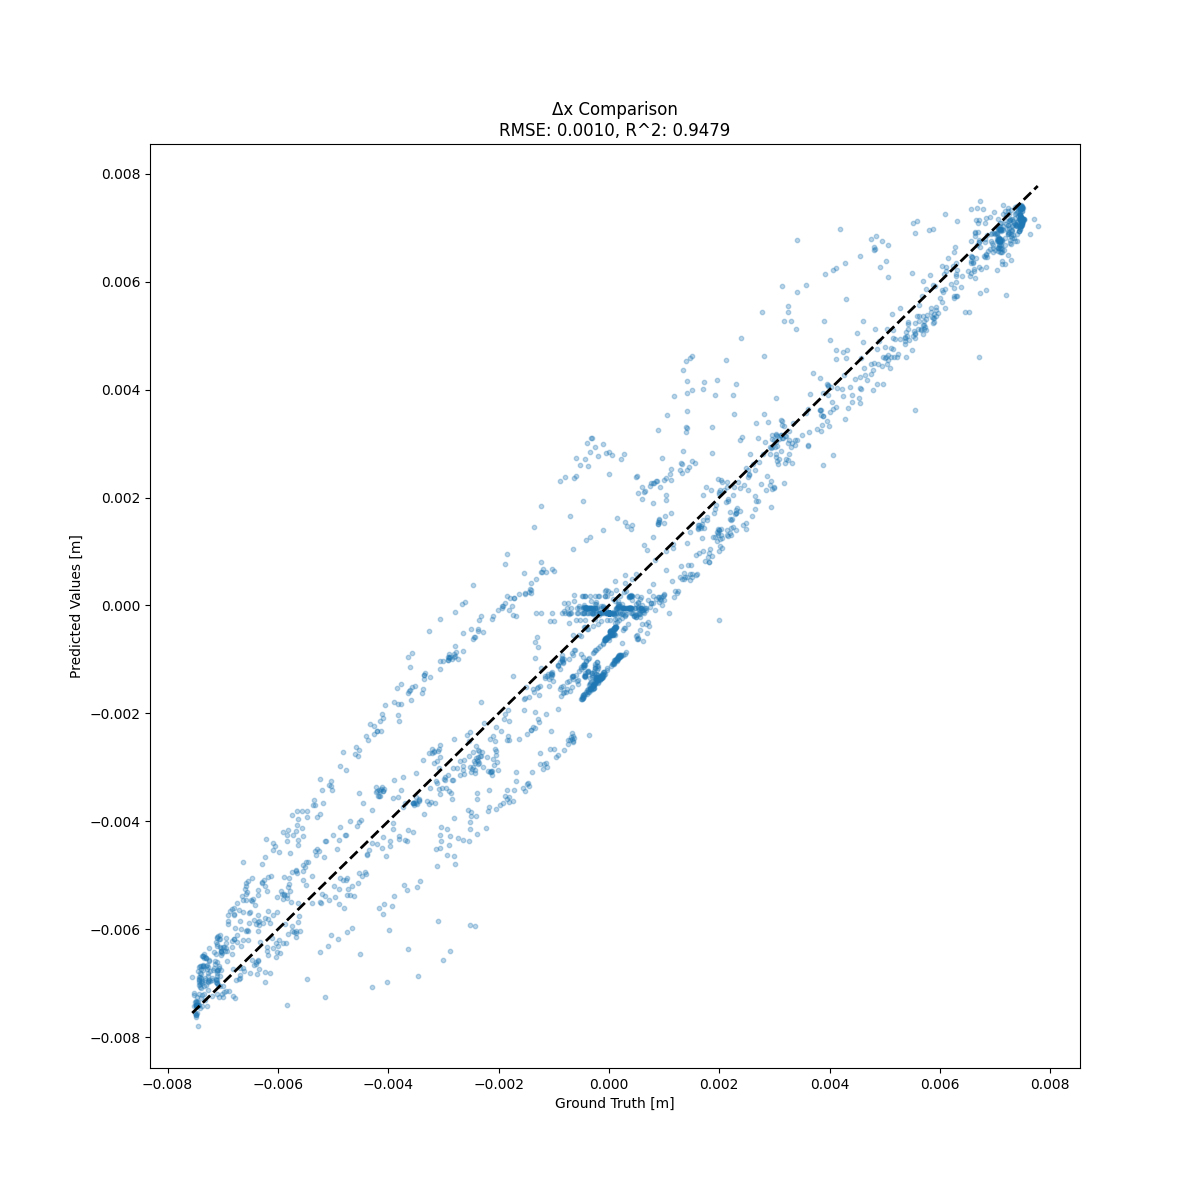 Δx Comparison
RMSE: 0.0010, R^2: 0.9479
0.008
0.006
0.004
0.002
0.000
−0.002
−0.004
−0.006
−0.008
Predicted Values [m]
−0.008 −0.006 −0.004 −0.002 0.000 0.002 0.004 0.006 0.008
Ground Truth [m]